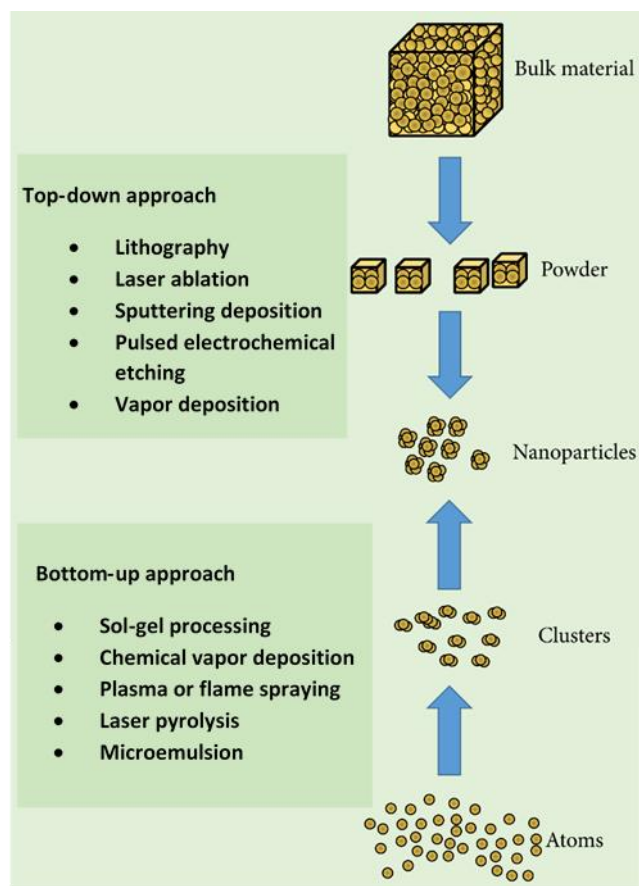 Bulk material
Top-down approach
• Lithography
• Laser ablation
• Sputtering deposition
• Pulsed electrochemical
etching
• Vapor deposition
Powder
Nanoparticles
Bottom-up approach
• Sol-gel processing
• Chemical vapor deposition
• Plasma or flame spraying
• Laser pyrolysis
• Microemulsion
Clusters
Atoms